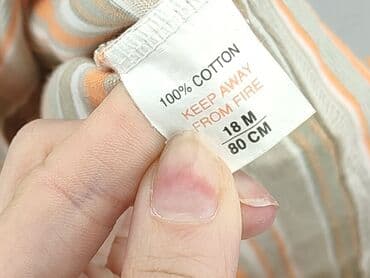 100% COTTON
KEEP AWAY
FROM FIRE
18 M
80 CM